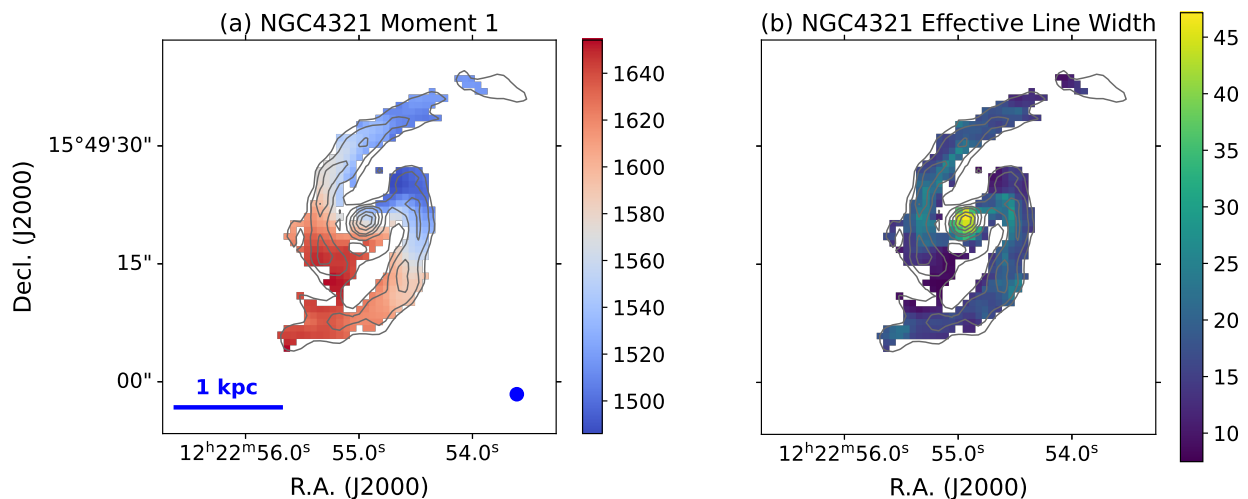 (a) NGC4321 Moment 1
Decl. (J2000)
15°49'30"
15"
00"
1 kpc
12ʰ22ᵐ56.0ˢ
55.0ˢ
54.0ˢ
R.A. (J2000)
1640
1620
1600
1580
1560
1540
1520
1500
(b) NGC4321 Effective Line Width
12ʰ22ᵐ56.0ˢ
55.0ˢ
54.0ˢ
R.A. (J2000)
45
40
35
30
25
20
15
10